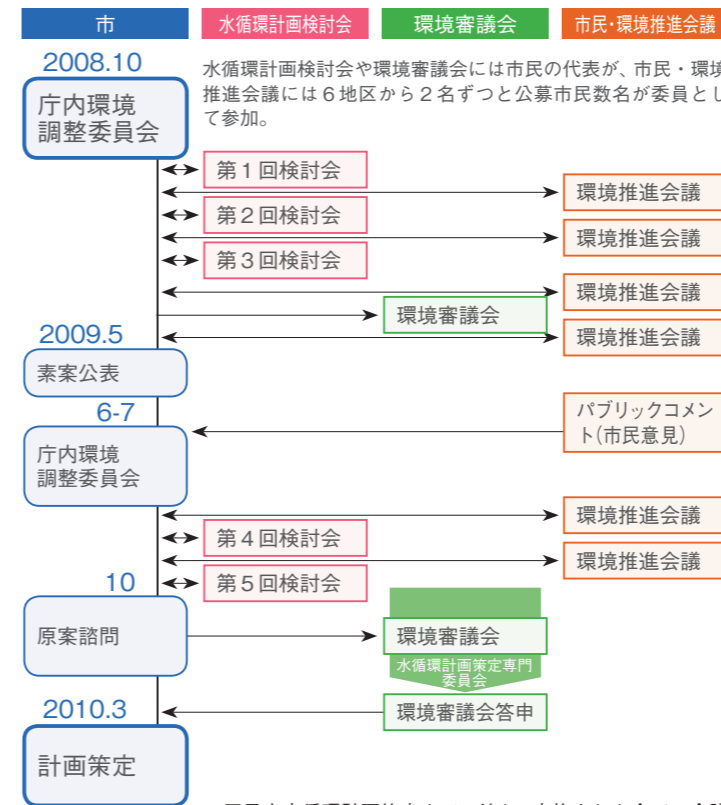 市
水循環計画検討会
環境審議会
市民・環境推進会議
2008.10
庁内環境
調整委員会
水循環計画検討会や環境審議会には市民の代表が、市民・環境
推進会議には6地区から2名ずつと公募市民数名が委員とし
て参加。
第1回検討会
環境推進会議
第2回検討会
環境推進会議
第3回検討会
環境推進会議
環境審議会
環境推進会議
2009.5
素案公表
6-7
庁内環境
調整委員会
パブリックコメン
ト(市民意見)
環境推進会議
第4回検討会
環境推進会議
10
第5回検討会
原案諮問
環境審議会
水循環計画策定専門
委員会
2010.3
環境審議会答申
計画策定